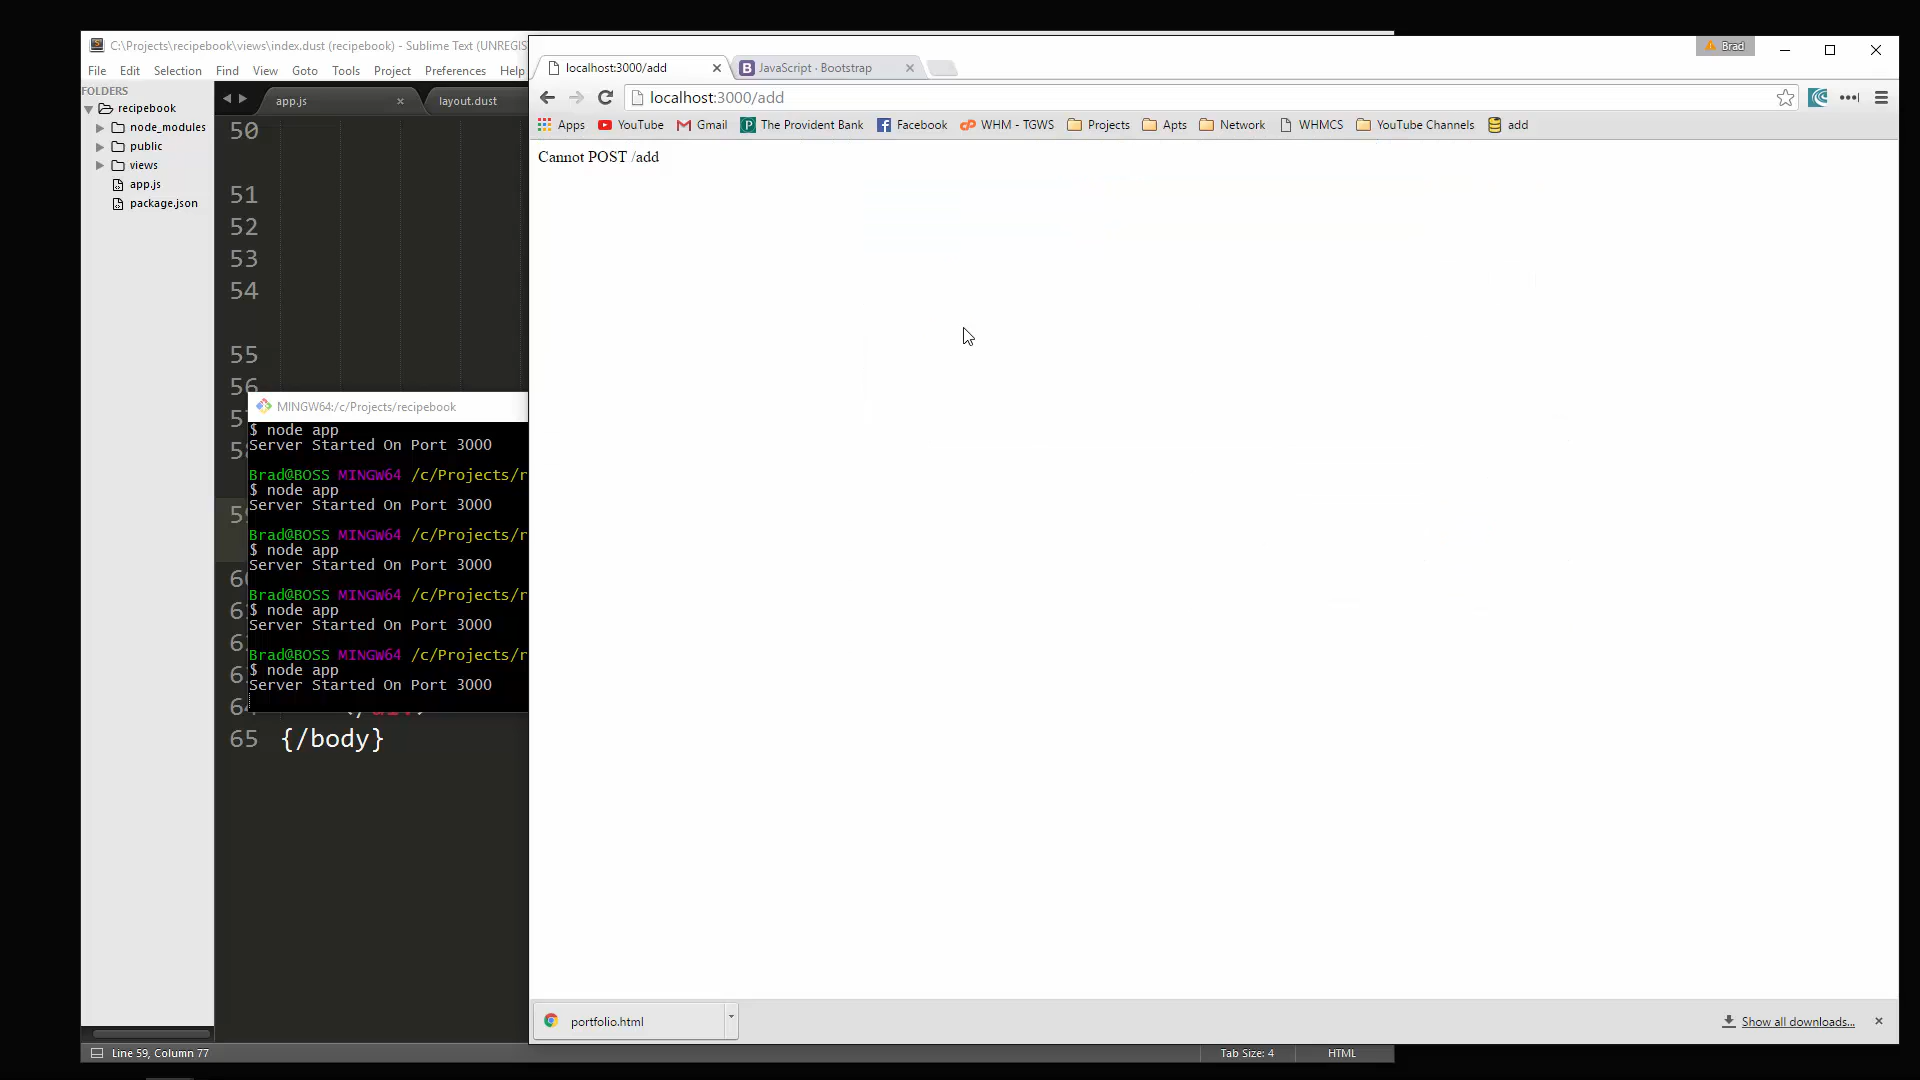 C:\Projects\recipebook\views\index.dust (recipebook) - Sublime Text (UNREGIS
File Edit Selection Find View Goto Tools Project Preferences Help
FOLDERS
recipebook
node_modules
public
views
app.js
package.json
app.js
layout.dust
50
51
52
53
54
55
56
65 {/body}
MINGW64:/c/Projects/recipebook
$ node app
Server Started On Port 3000
Brad@BOSS MINGW64 /c/Projects/r
$ node app
Server Started On Port 3000
Brad@BOSS MINGW64 /c/Projects/r
$ node app
Server Started On Port 3000
Brad@BOSS MINGW64 /c/Projects/r
$ node app
Server Started On Port 3000
Brad@BOSS MINGW64 /c/Projects/r
$ node app
Server Started On Port 3000
Line 59, Column 77
Tab Size: 4
HTML
Brad
localhost:3000/add
JavaScript · Bootstrap
localhost:3000/add
Apps YouTube Gmail The Provident Bank Facebook WHM - TGWS Projects Apts Network WHMCS YouTube Channels add
Cannot POST /add
portfolio.html
Show all downloads...